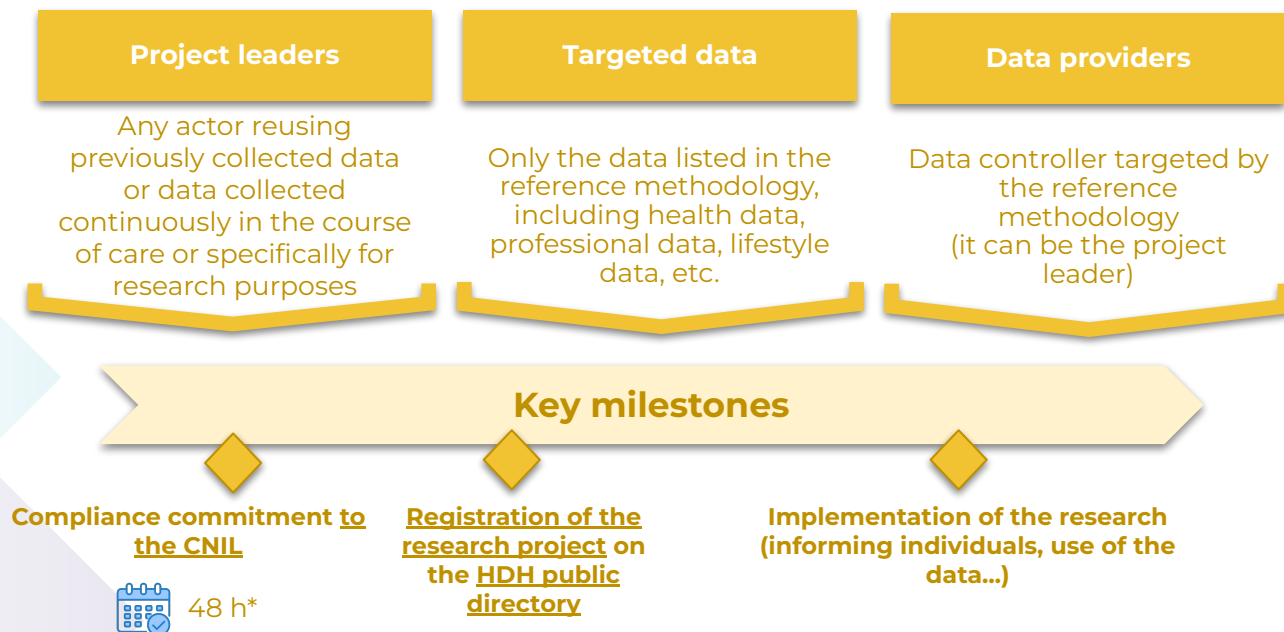 Project leaders
Any actor reusing
previously collected data
or data collected
continuously in the course
of care or specifically for
research purposes
Targeted data
Only the data listed in the
reference methodology,
including health data,
professional data, lifestyle
data, etc.
Data providers
Data controller targeted by
the reference
methodology
(it can be the project
leader)
Key milestones
Compliance commitment to
the CNIL
48 h*
Registration of the
research project on
the HDH public
directory
Implementation of the research
(informing individuals, use of the
data...)